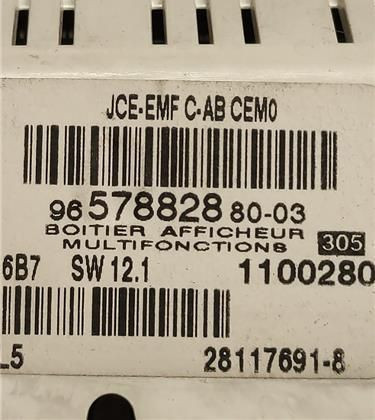 JCE-EMF C-AB CEM0
96 578828 80-03
BOITIER AFFICHEUR
MULTIFONCTIONS 305
6B7 SW 12.1 1100280
L5 28117691-8